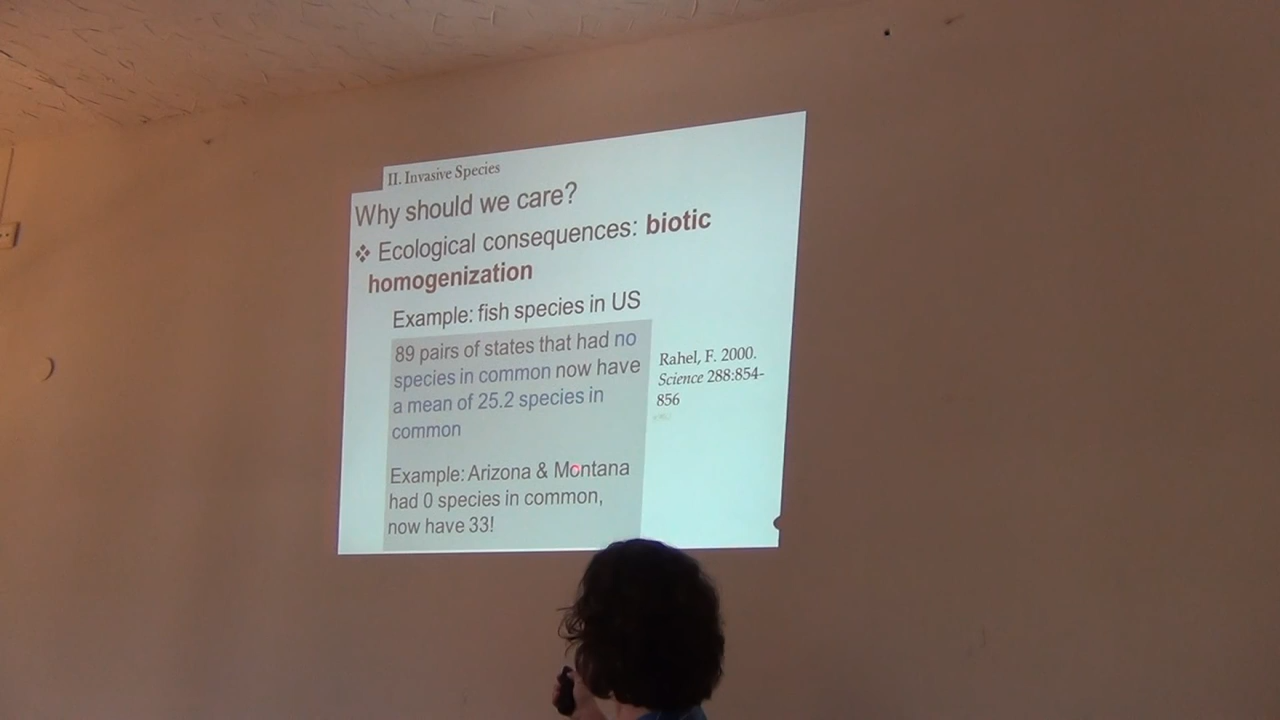 II. Invasive Species
Why should we care?
❖ Ecological consequences: biotic
homogenization
Example: fish species in US
89 pairs of states that had no
species in common now have
a mean of 25.2 species in
common
Example: Arizona & Montana
had 0 species in common,
now have 33!
Rahel, F. 2000.
Science 288:854-
856